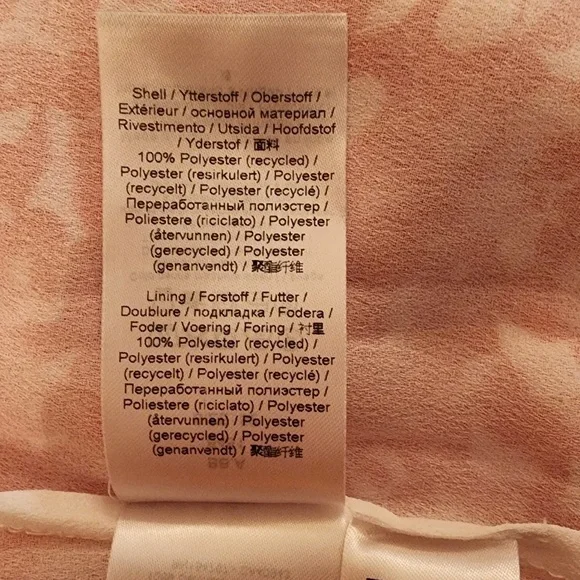 Shell / Ytterstoff / Oberstoff /
Extérieur / основной материал /
Rivestimento / Utsida / Hoofdstof
/ Yderstof / 面料
100% Polyester (recycled) /
Polyester (resirkulert) / Polyester
(recycelt) / Polyester (recyclé) /
Переработанный полиэстер /
Poliestere (riciclato) / Polyester
(återvunnen) / Polyester
(gerecycled) / Polyester
(genanvendt) / 聚酯纤维
Lining / Forstoff / Futter /
Doublure / подкладка / Fodera /
Foder / Voering / Foring / 衬里
100% Polyester (recycled) /
Polyester (resirkulert) / Polyester
(recycelt) / Polyester (recyclé) /
Переработанный полиэстер /
Poliestere (riciclato) / Polyester
(återvunnen) / Polyester
(gerecycled) / Polyester
(genanvendt) / 聚酯纤维